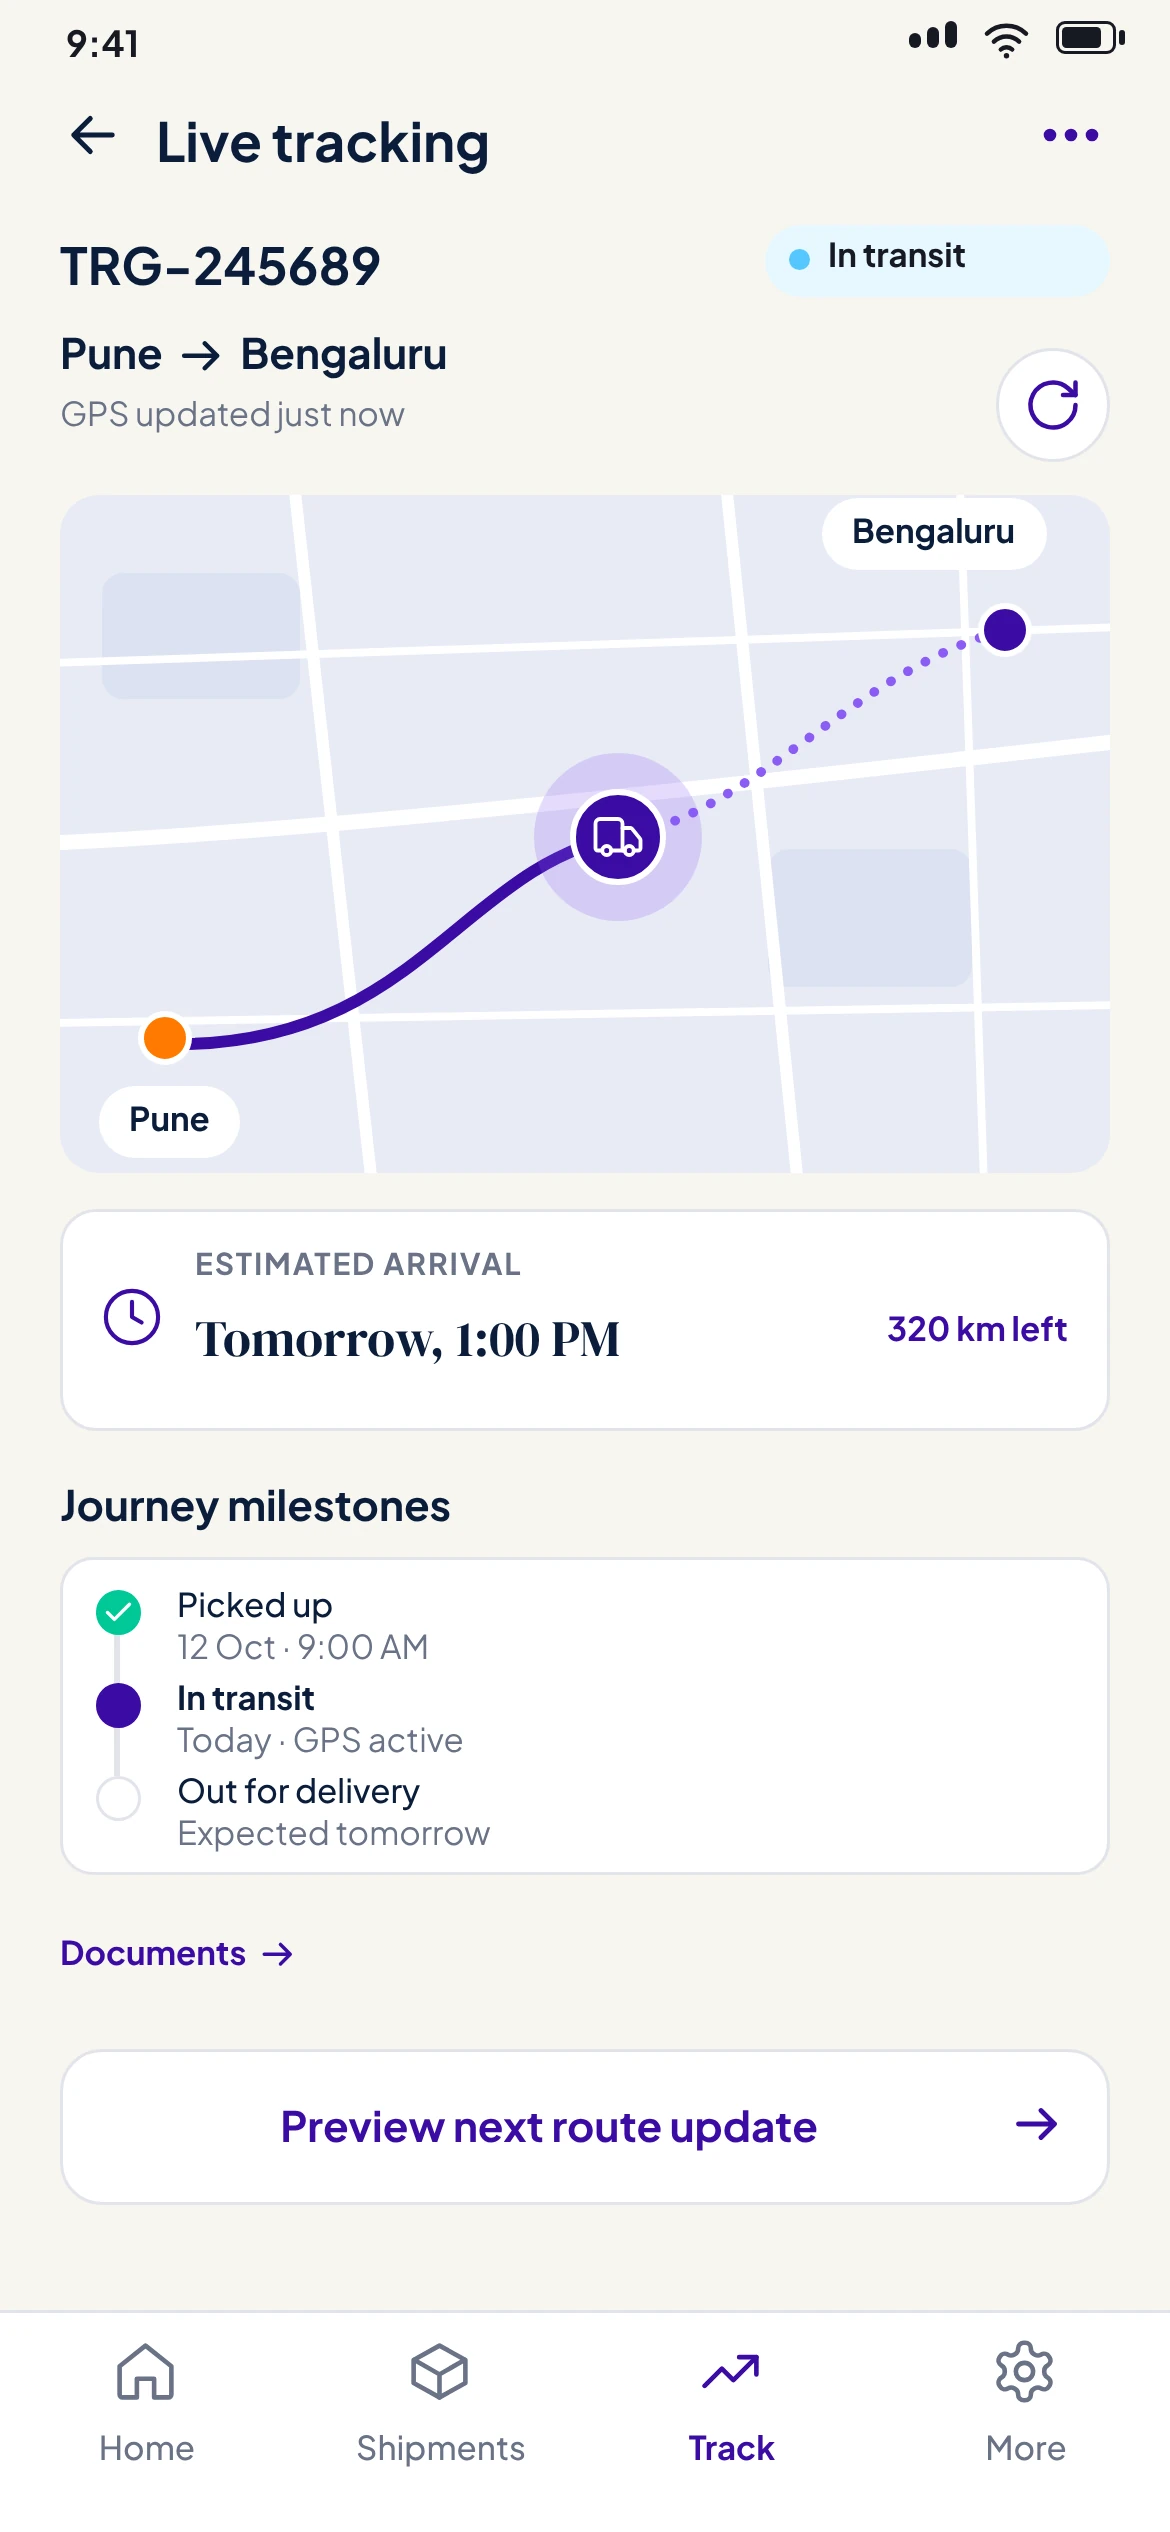 9:41
Live tracking
TRG-245689
In transit
Pune → Bengaluru
GPS updated just now
Bengaluru
Pune
ESTIMATED ARRIVAL
Tomorrow, 1:00 PM
320 km left
Journey milestones
Picked up
12 Oct · 9:00 AM
In transit
Today · GPS active
Out for delivery
Expected tomorrow
Documents →
Preview next route update →
Home
Shipments
Track
More